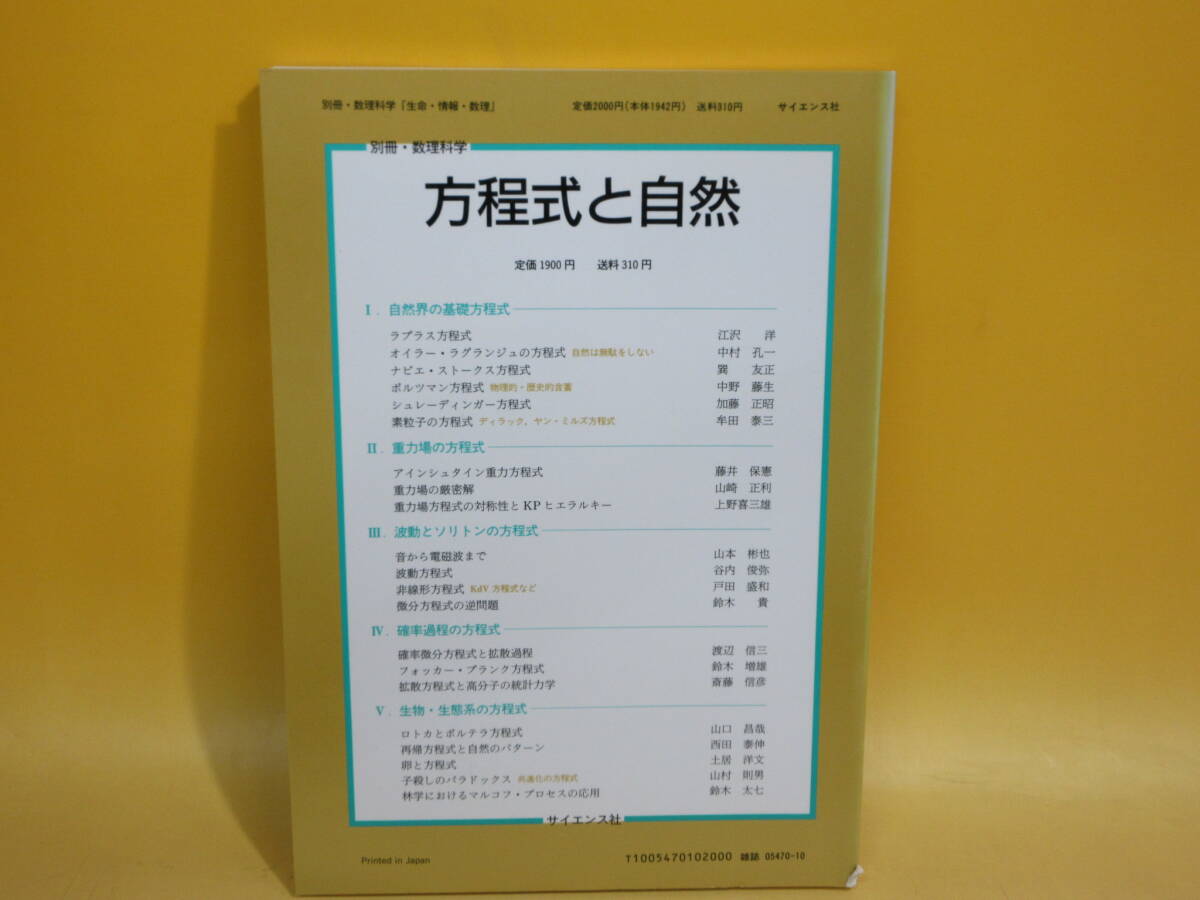 別冊・数理科学『生命・情報・数理』 定価2000円(本体1942円) 送料310円 サイエンス社
別冊・数理科学
方程式と自然
定価1900円 送料310円
I. 自然界の基礎方程式
ラプラス方程式 江沢 洋
オイラー・ラグランジュの方程式 自然は無駄をしない 中村 孔一
ナビエ・ストークス方程式 巽 友正
ボルツマン方程式 物理的・歴史的含蓄 中野 藤生
シュレーディンガー方程式 加藤 正昭
素粒子の方程式 ディラック，ヤン・ミルズ方程式 牟田 泰三
II. 重力場の方程式
アインシュタイン重力方程式 藤井 保憲
重力場の厳密解 山崎 正利
重力場方程式の対称性とKPヒエラルキー 上野喜三雄
III. 波動とソリトンの方程式
音から電磁波まで 山本 彬也
波動方程式 谷内 俊弥
非線形方程式 KdV方程式など 戸田 盛和
微分方程式の逆問題 鈴木 貴
IV. 確率過程の方程式
確率微分方程式と拡散過程 渡辺 信三
フォッカー・プランク方程式 鈴木 増雄
拡散方程式と高分子の統計力学 斎藤 信彦
V. 生物・生態系の方程式
ロトカとボルテラ方程式 山口 昌哉
再帰方程式と自然のパターン 西田 泰伸
卵と方程式 土居 洋文
子殺しのパラドックス 共進化の方程式 山村 則男
林学におけるマルコフ・プロセスの応用 鈴木 太七
サイエンス社
Printed in Japan T1005470102000 雑誌 05470-10